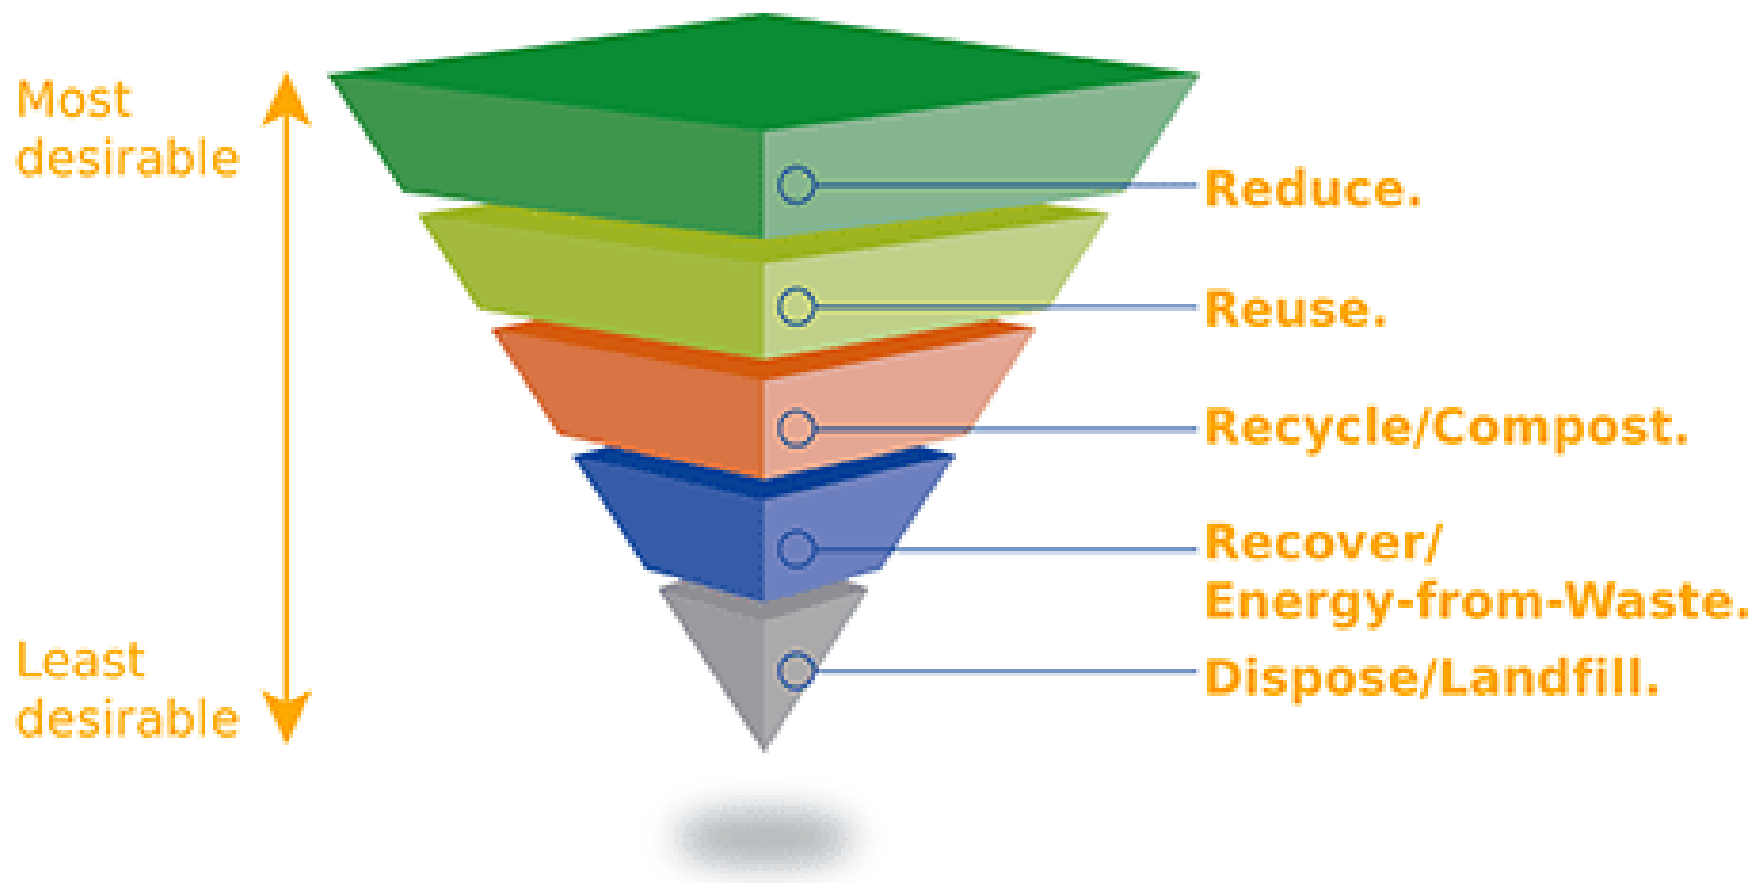 Most
desirable
Reduce.
Reuse.
Recycle/Compost.
Recover/
Energy-from-Waste.
Least
desirable
Dispose/Landfill.